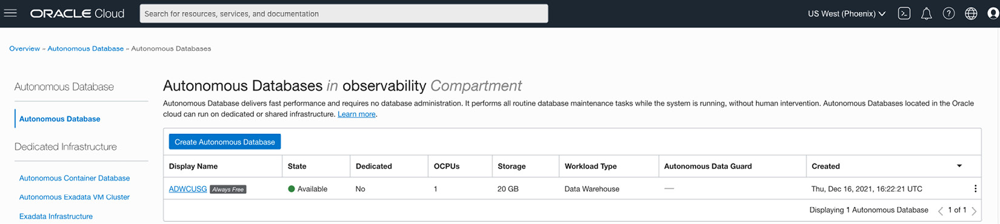 ORACLE Cloud
Search for resources, services, and documentation
US West (Phoenix)
Overview » Autonomous Database » Autonomous Databases
Autonomous Database
Autonomous Database
Dedicated Infrastructure
Autonomous Container Database
Autonomous Exadata VM Cluster
Exadata Infrastructure
Autonomous Databases in observability Compartment
Autonomous Database delivers fast performance and requires no database administration. It performs all routine database maintenance tasks while the system is running, without human intervention. Autonomous Databases located in the Oracle
cloud can run on dedicated or shared infrastructure. Learn more.
Create Autonomous Database
Display Name State Dedicated OCPUs Storage Workload Type Autonomous Data Guard Created
ADWCUSG Always Free Available No 1 20 GB Data Warehouse — Thu, Dec 16, 2021, 16:22:21 UTC
Displaying 1 Autonomous Database < 1 of 1 >